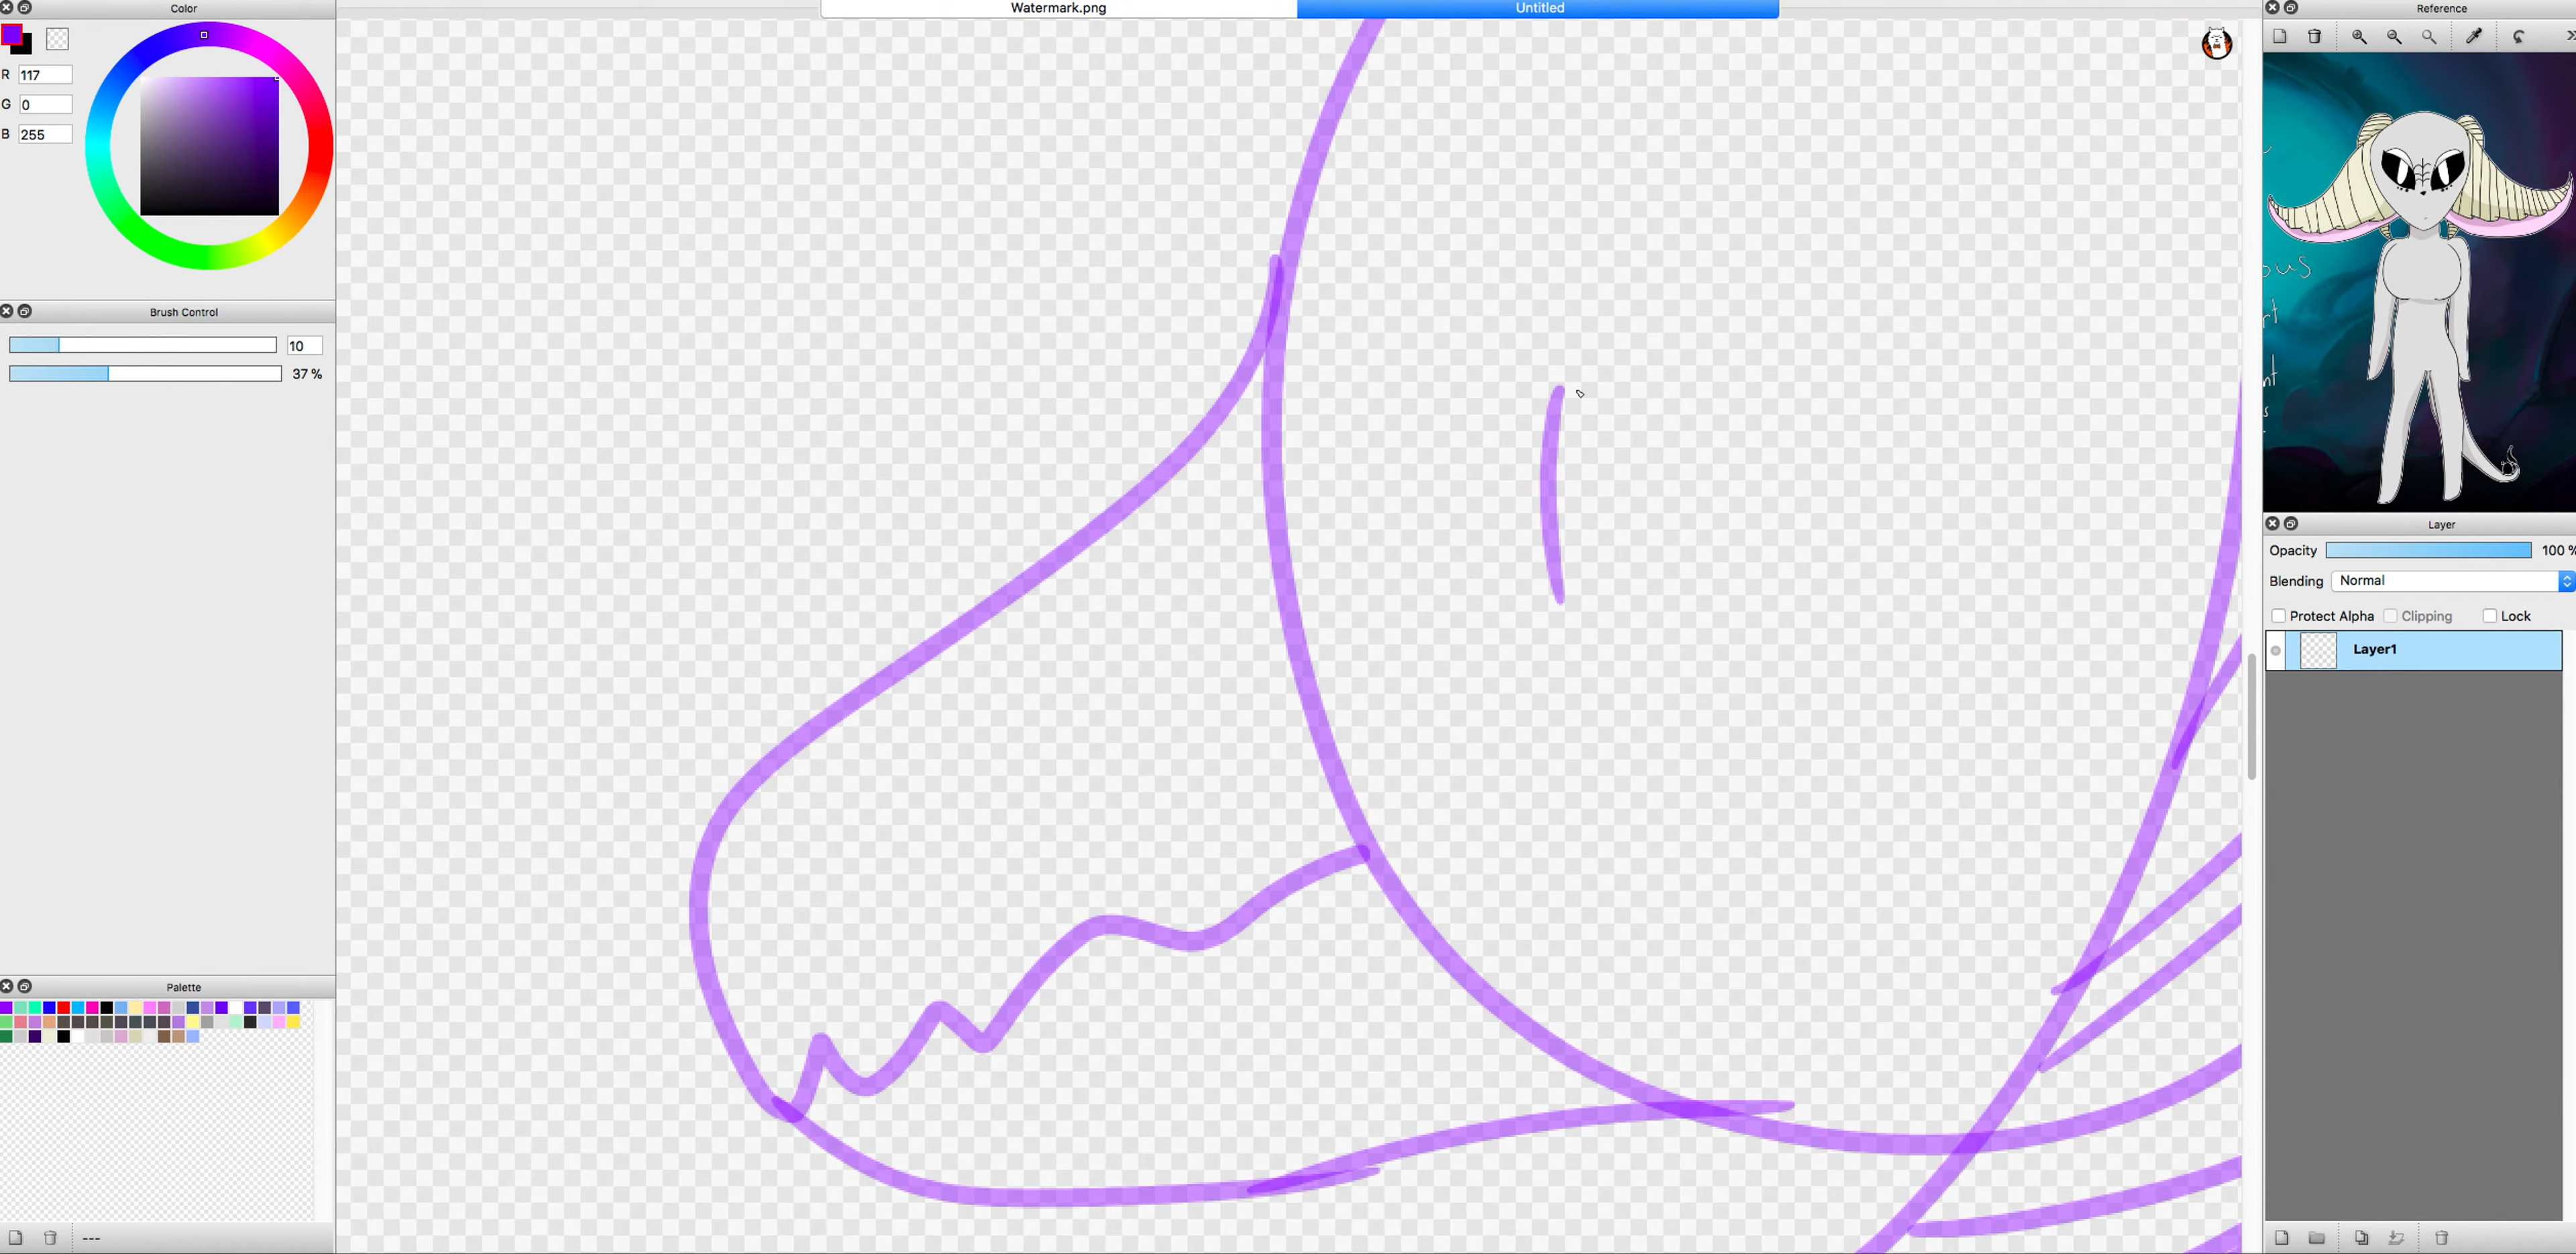 Color
Watermark.png
Untitled
Reference
R 117
G 0
B 255
Brush Control
10
37 %
Palette
---
Layer
Opacity 100 %
Blending Normal
Protect Alpha Clipping Lock
Layer1